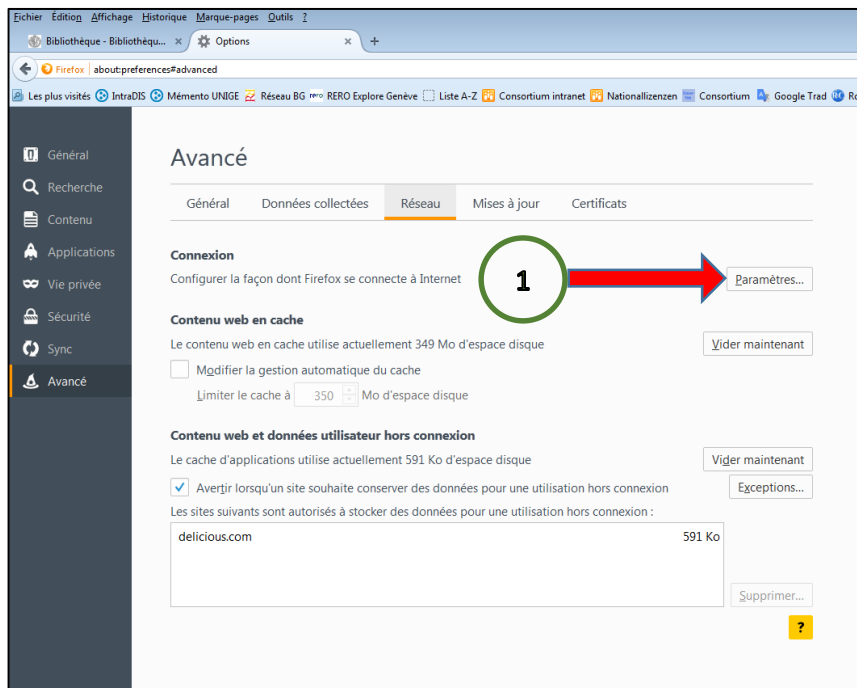 Fichier Édition Affichage Historique Marque-pages Outils ?
Bibliothèque - Bibliothèqu... × Options × +
Firefox about:preferences#advanced
Les plus visités IntraDIS Mémento UNIGE Réseau BG rero RERO Explore Genève Liste A-Z Consortium intranet Nationallizenzen Consortium Google Trad
Général
Recherche
Contenu
Applications
Vie privée
Sécurité
Sync
Avancé
Avancé
Général Données collectées Réseau Mises à jour Certificats
Connexion
Configurer la façon dont Firefox se connecte à Internet 1 Paramètres...
Contenu web en cache
Le contenu web en cache utilise actuellement 349 Mo d'espace disque Vider maintenant
Modifier la gestion automatique du cache
Limiter le cache à 350 Mo d'espace disque
Contenu web et données utilisateur hors connexion
Le cache d'applications utilise actuellement 591 Ko d'espace disque Vider maintenant
Avertir lorsqu'un site souhaite conserver des données pour une utilisation hors connexion Exceptions...
Les sites suivants sont autorisés à stocker des données pour une utilisation hors connexion :
delicious.com 591 Ko
Supprimer...
?